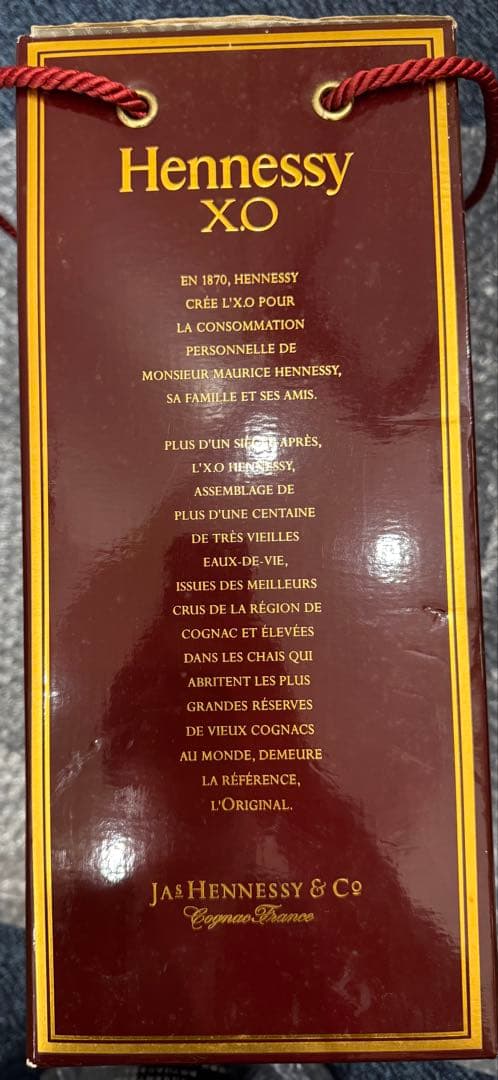 Hennessy
X.O
EN 1870, HENNESSY
CRÉE L'X.O POUR
LA CONSOMMATION
PERSONNELLE DE
MONSIEUR MAURICE HENNESSY,
SA FAMILLE ET SES AMIS.
PLUS D'UN SIÈCLE APRÈS,
L'X.O HENNESSY,
ASSEMBLAGE DE
PLUS D'UNE CENTAINE
DE TRÈS VIEILLES
EAUX-DE-VIE,
ISSUES DES MEILLEURS
CRUS DE LA RÉGION DE
COGNAC ET ÉLEVÉES
DANS LES CHAIS QUI
ABRITENT LES PLUS
GRANDES RÉSERVES
DE VIEUX COGNACS
AU MONDE, DEMEURE
LA RÉFÉRENCE,
L'ORIGINAL.
JAS HENNESSY & CO
Cognac France